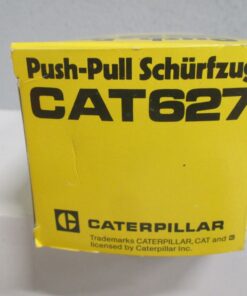 Push-Pull Schürfzug
CAT627
CATERPILLAR
Trademarks CATERPILLAR, CAT and
licensed by Caterpillar Inc.